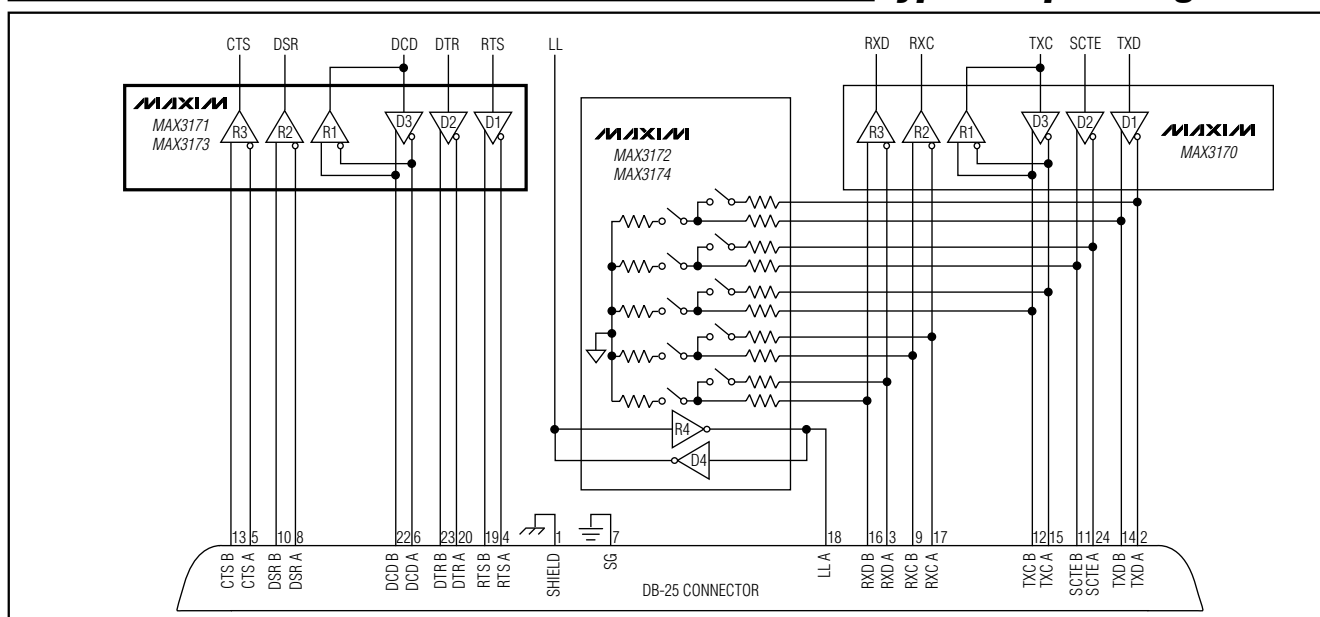 CTS DSR DCD DTR RTS LL RXD RXC TXC SCTE TXD
MAXIM
MAX3171
MAX3173
R3 R2 R1 D3 D2 D1
MAXIM
MAX3172
MAX3174
R3 R2 R1 D3 D2 D1
MAXIM
MAX3170
R4
D4
13 5 10 8 22 6 23 20 19 4 1 7 18 16 3 9 17 12 15 11 24 14 2
CTS B
CTS A
DSR B
DSR A
DCD B
DCD A
DTR B
DTR A
RTS B
RTS A
SHIELD
SG
LL A
RXD B
RXD A
RXC B
RXC A
TXC B
TXC A
SCTE B
SCTE A
TXD B
TXD A
DB-25 CONNECTOR